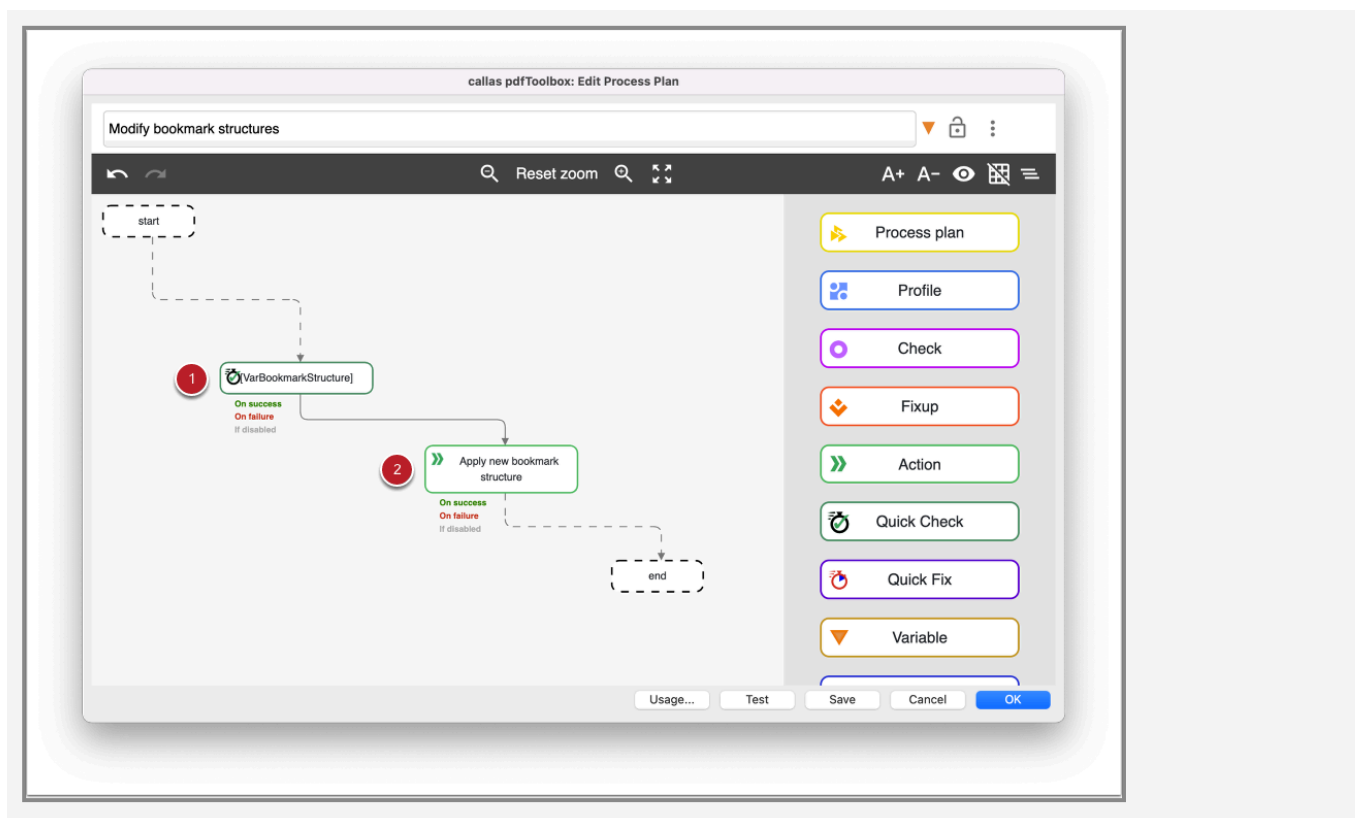 callas pdfToolbox: Edit Process Plan
Modify bookmark structures
Reset zoom
A+ A-
start
1
[VarBookmarkStructure]
On success
On failure
If disabled
2
Apply new bookmark
structure
On success
On failure
If disabled
end
Process plan
Profile
Check
Fixup
Action
Quick Check
Quick Fix
Variable
Usage...
Test
Save
Cancel
OK